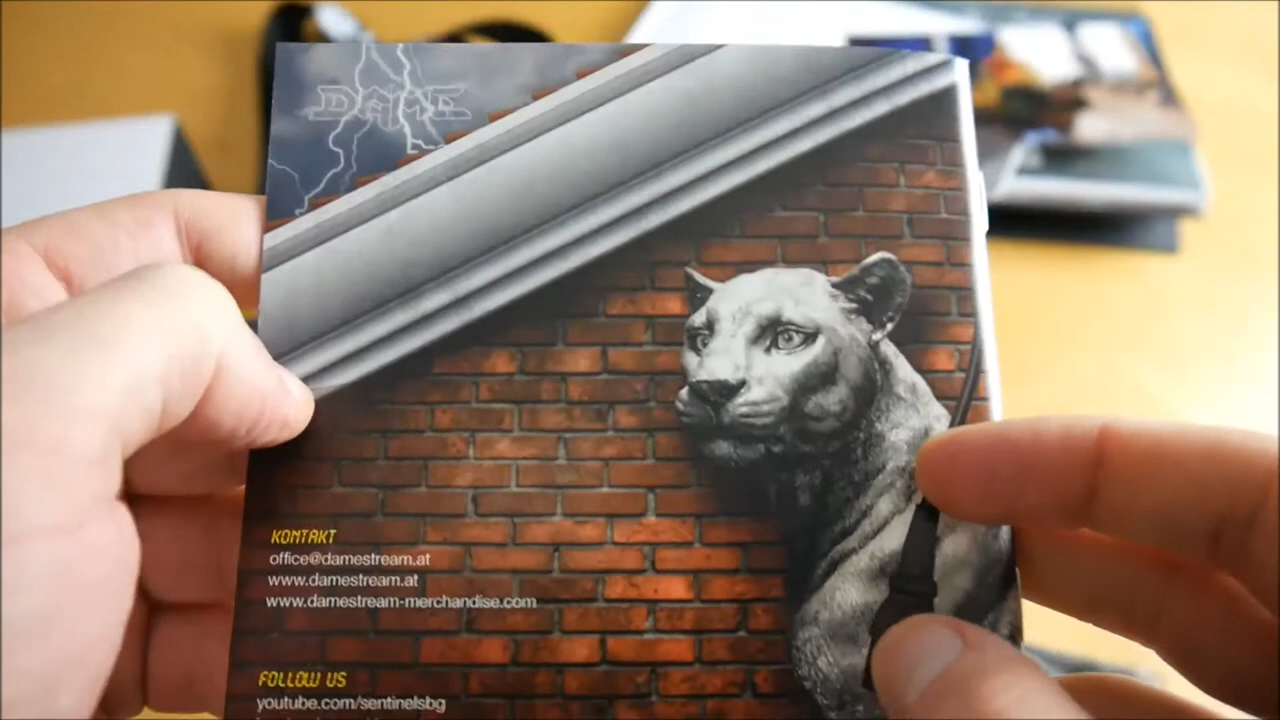 DAME
KONTAKT
office@damestream.at
www.damestream.at
www.damestream-merchandise.com
FOLLOW US
youtube.com/sentinelsbg